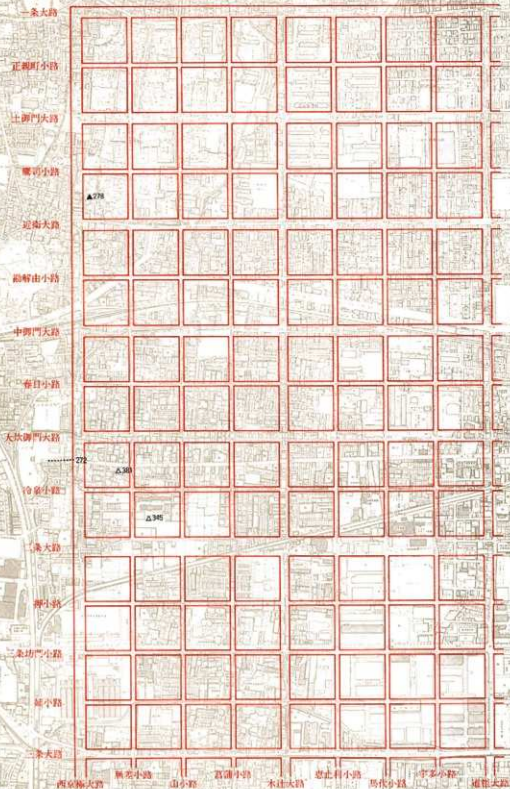 一条大路
正親町小路
土御門大路
鷹司小路
▲278
近衛大路
勘解由小路
中御門大路
春日小路
大炊御門大路
272
冷泉小路
△345
二条大路
押小路
三条坊門小路
姉小路
三条大路
西京極大路
無差小路
山小路
菖蒲小路
木辻大路
恵止利小路
馬代小路
宇多小路
道祖大路